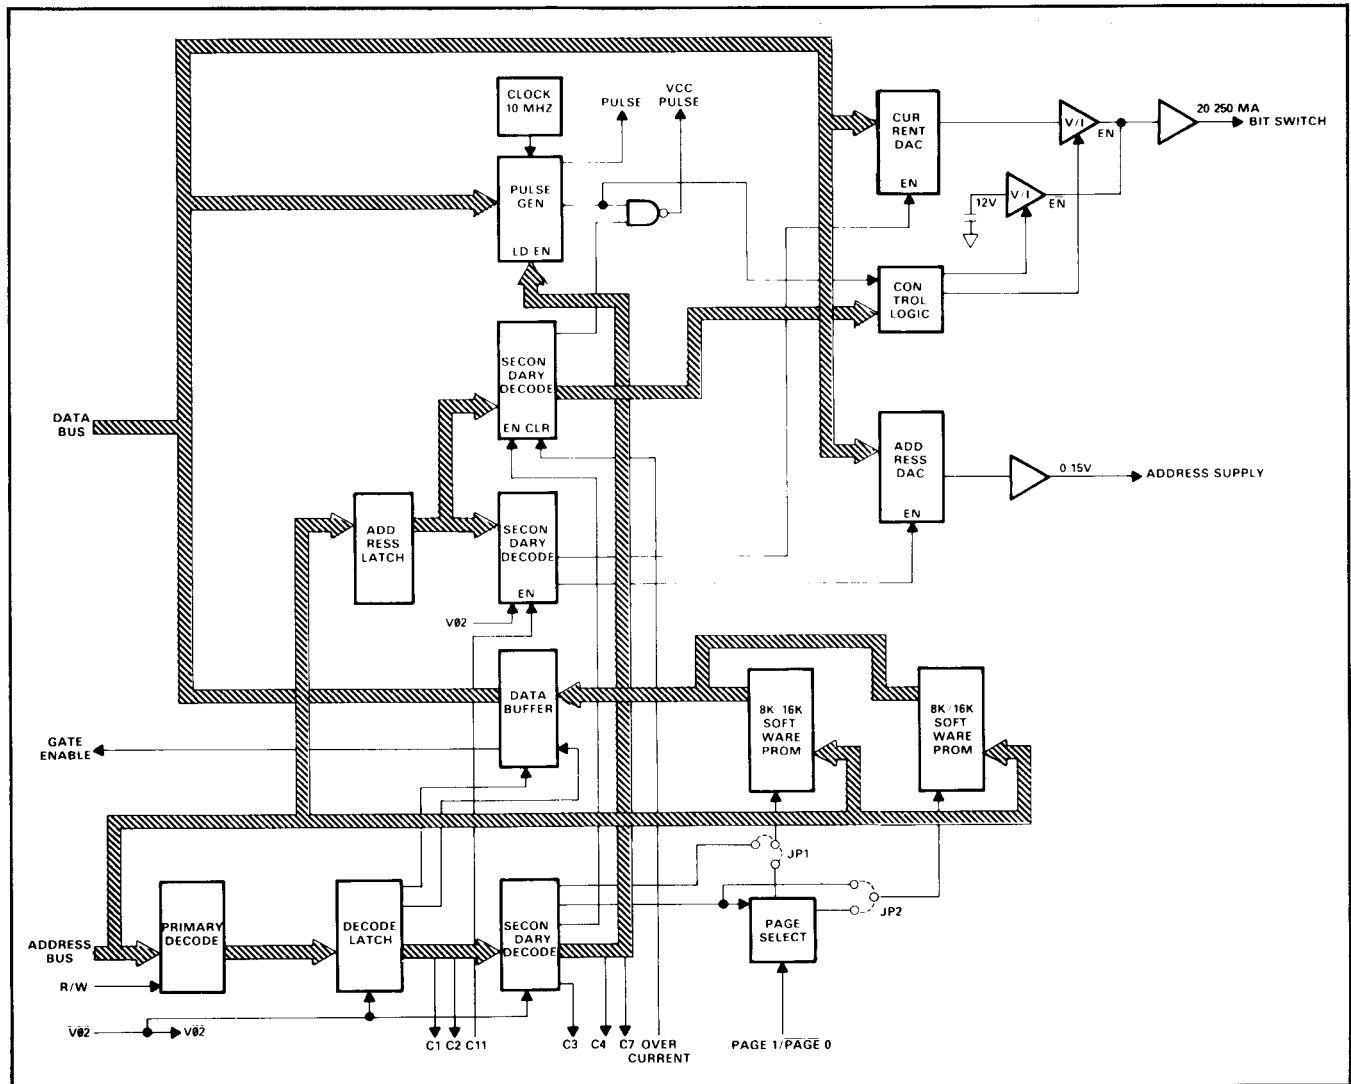 CLOCK
10 MHZ
PULSE
VCC
PULSE
CUR
RENT
DAC
EN
V/I
EN
20 250 MA
BIT SWITCH
PULSE
GEN
LD EN
12V
V/I
EN
CON
TROL
LOGIC
SECON
DARY
DECODE
EN CLR
DATA
BUS
ADD
RESS
DAC
EN
0 15V
ADDRESS SUPPLY
ADD
RESS
LATCH
SECON
DARY
DECODE
EN
VØ2
DATA
BUFFER
8K/16K
SOFT
WARE
PROM
8K/16K
SOFT
WARE
PROM
GATE
ENABLE
JP1
JP2
PRIMARY
DECODE
DECODE
LATCH
SECON
DARY
DECODE
PAGE
SELECT
ADDRESS
BUS
R/W
VØ2
VØ2
C1 C2 C11
C3 C4 C7 OVER
CURRENT
PAGE 1/PAGE 0